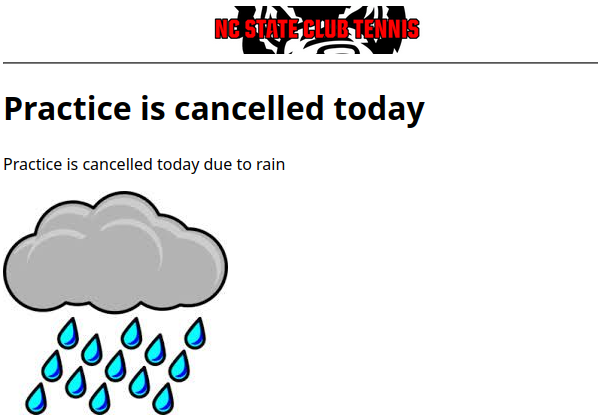 NC STATE CLUB TENNIS
Practice is cancelled today
Practice is cancelled today due to rain